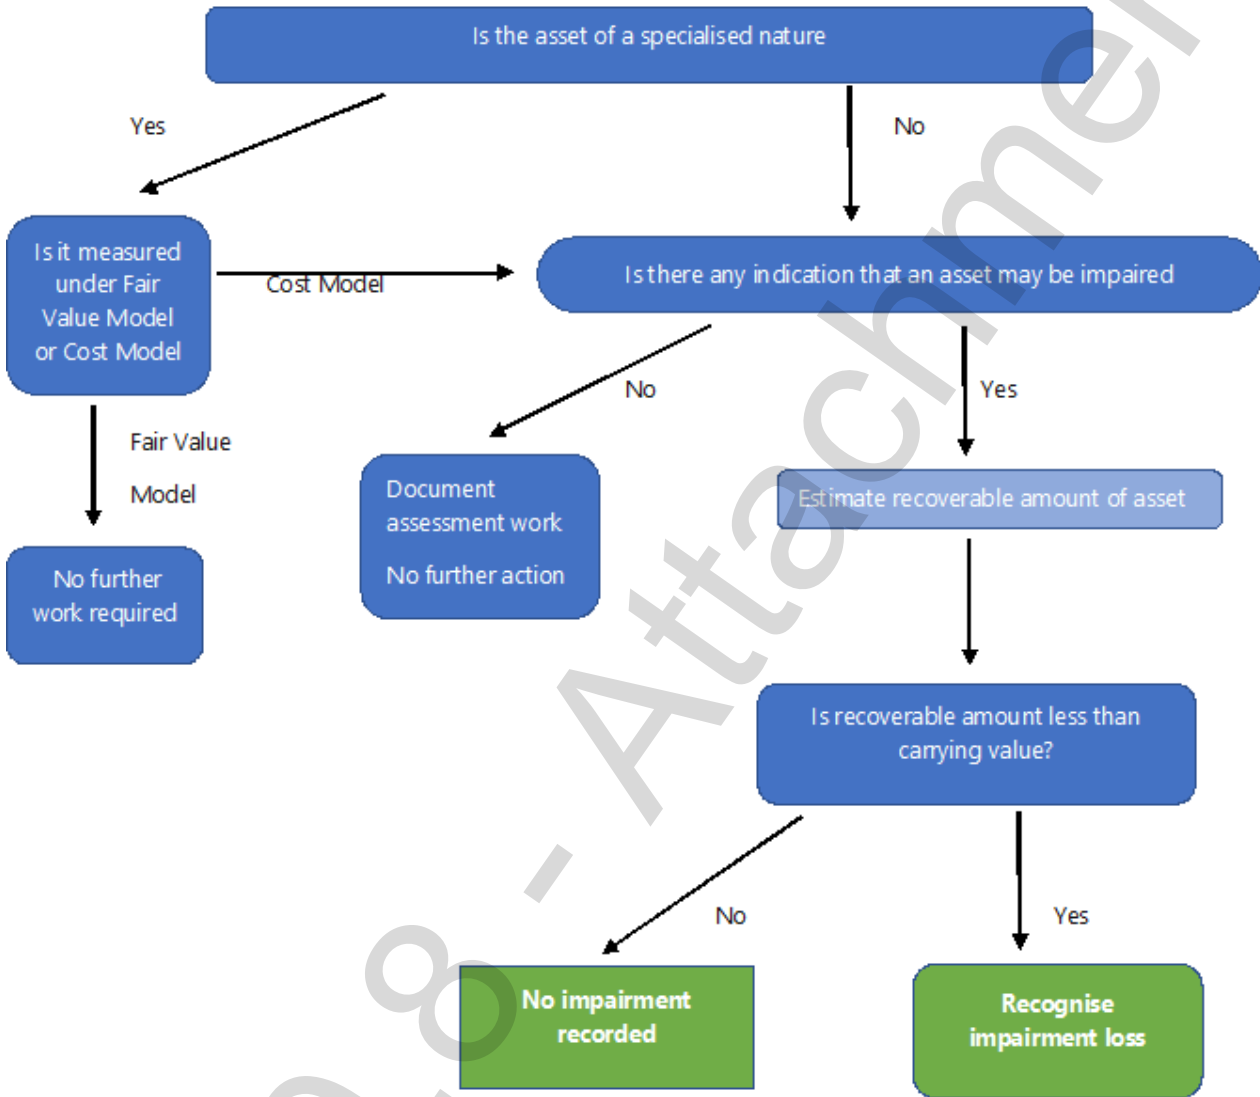 Is the asset of a specialised nature
Yes
No
Is it measured
under Fair
Value Model
or Cost Model
Cost Model
Is there any indication that an asset may be impaired
No
Yes
Fair Value
Model
Document
assessment work
No further action
Estimate recoverable amount of asset
No further
work required
Is recoverable amount less than
carrying value?
No
Yes
No impairment
recorded
Recognise
impairment loss
8 - Attachme